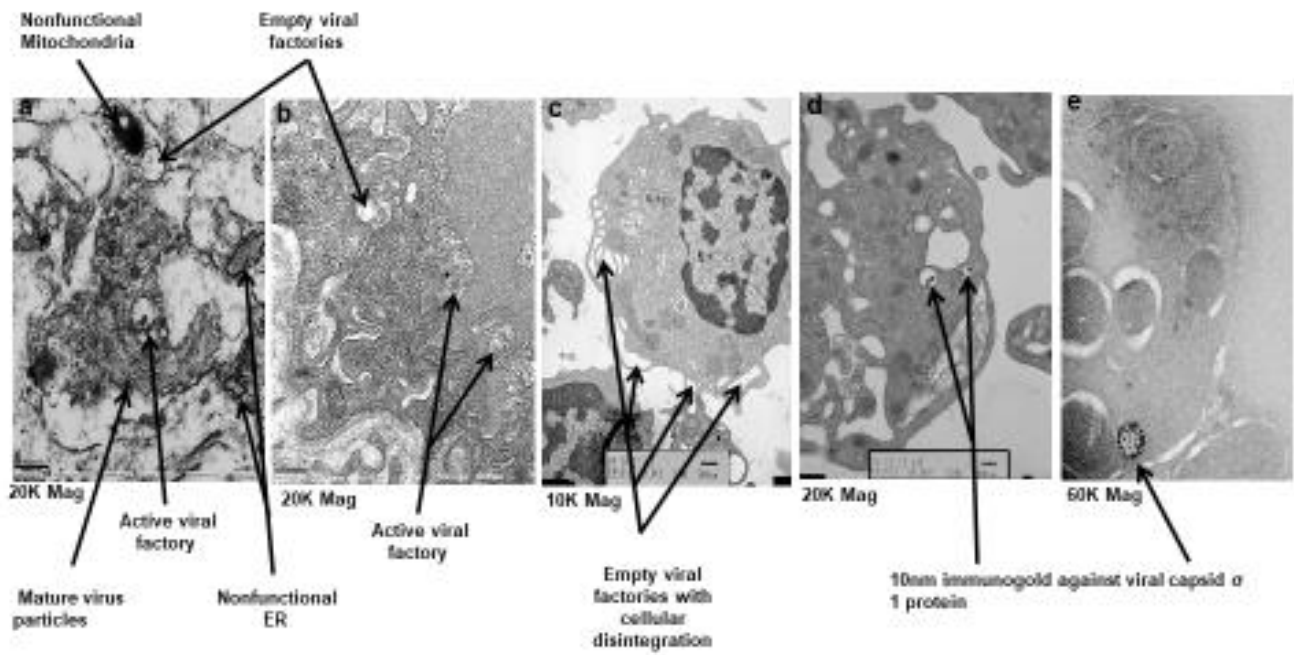 Nonfunctional
Mitochondria
Empty viral
factories
a
b
c
d
e
20K Mag
20K Mag
10K Mag
20K Mag
60K Mag
Active viral
factory
Active viral
factory
Mature virus
particles
Nonfunctional
ER
Empty viral
factories with
cellular
disintegration
10nm immunogold against viral capsid σ
1 protein